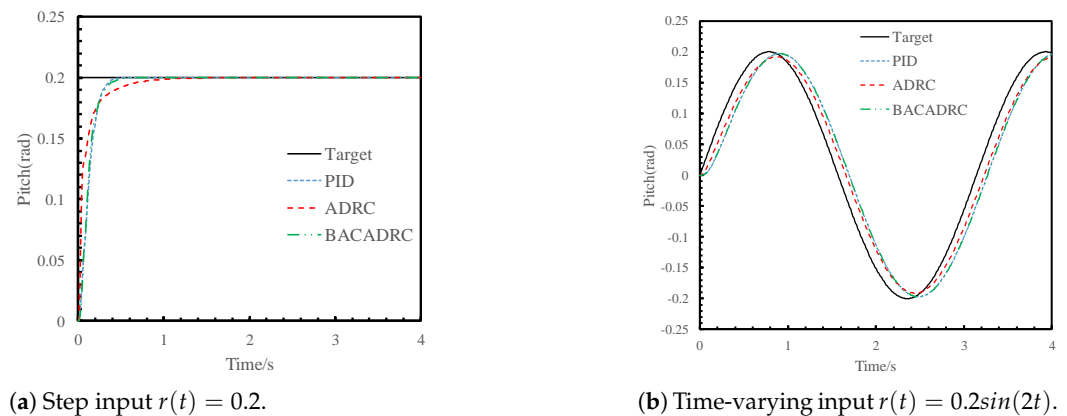 0.25
0.2
0.15
0.1
0.05
0
Pitch(rad)
Target
PID
ADRC
BACADRC
0 1 2 3 4
Time/s
(a) Step input r(t) = 0.2.
0.25
0.2
0.15
0.1
0.05
0
-0.05
-0.1
-0.15
-0.2
-0.25
Pitch(rad)
Target
PID
ADRC
BACADRC
0 1 2 3 4
Time/s
(b) Time-varying input r(t) = 0.2sin(2t).